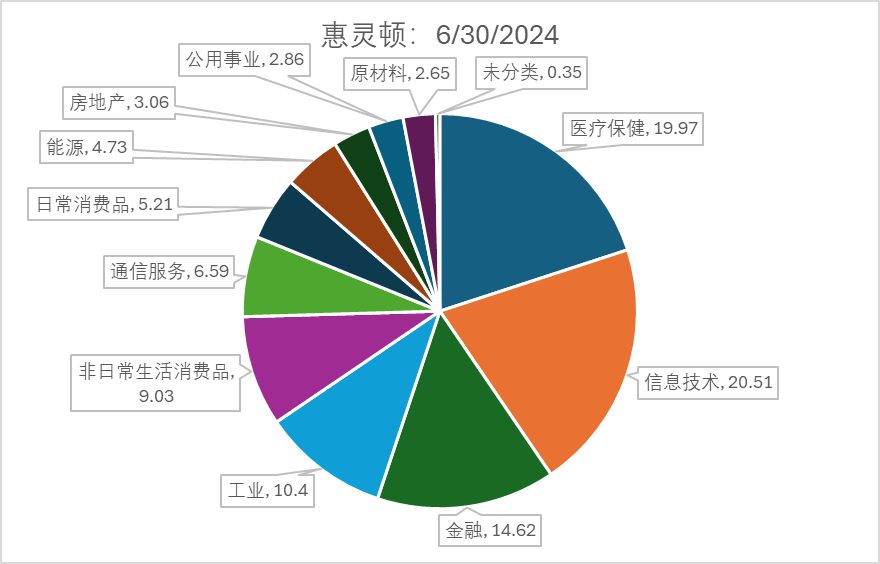 惠灵顿：6/30/2024
公用事业, 2.86
原材料, 2.65
未分类, 0.35
房地产, 3.06
医疗保健, 19.97
能源, 4.73
日常消费品, 5.21
通信服务, 6.59
非日常生活消费品,
9.03
信息技术, 20.51
工业, 10.4
金融, 14.62